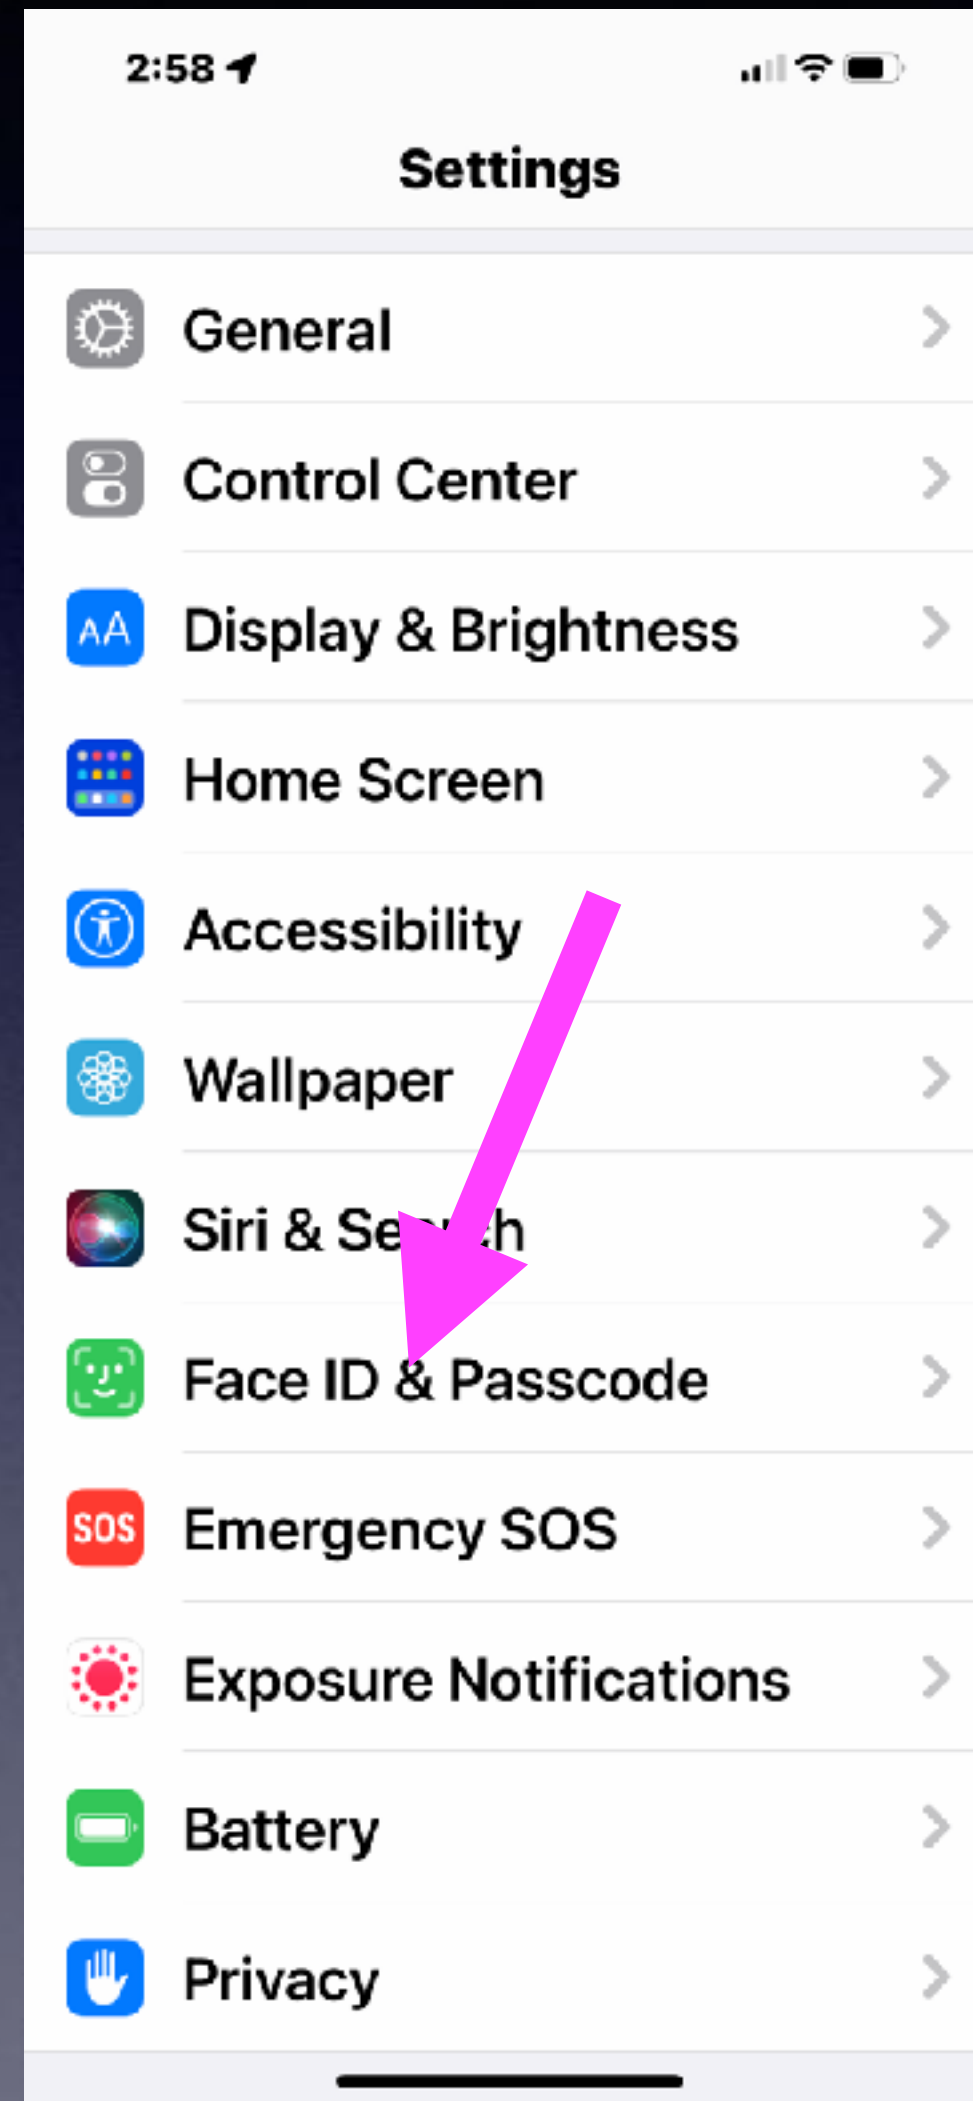 2:58
Settings
General
Control Center
AA Display & Brightness
Home Screen
Accessibility
Wallpaper
Siri & Search
Face ID & Passcode
SOS Emergency SOS
Exposure Notifications
Battery
Privacy